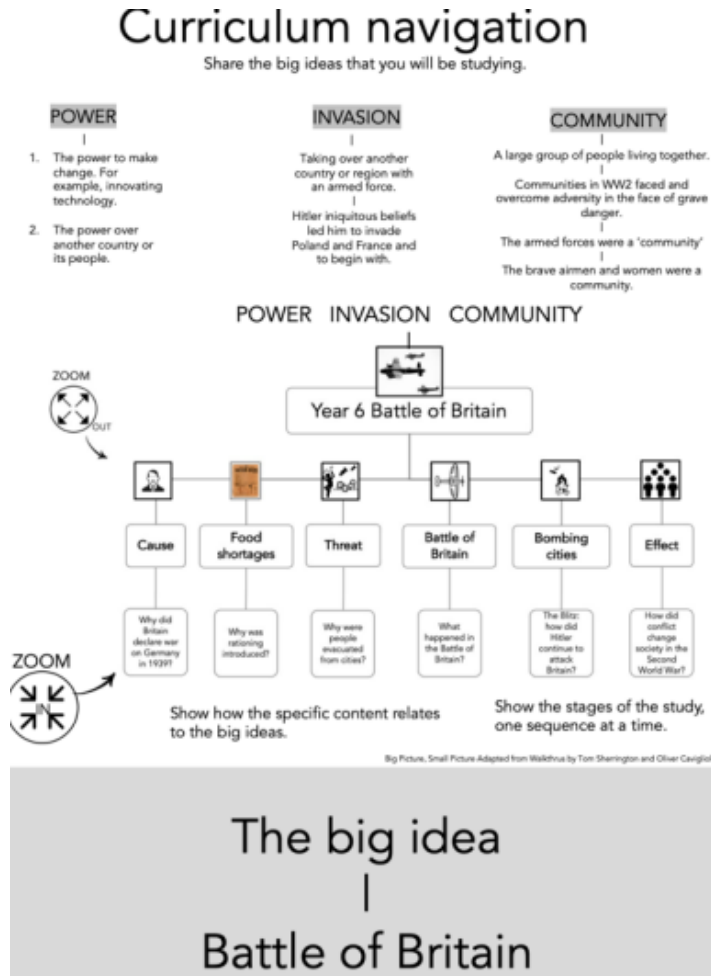 Curriculum navigation
Share the big ideas that you will be studying.
POWER
1. The power to make
change. For
example, innovating
technology.
2. The power over
another country or
its people.
INVASION
Taking over another
country or region with
an armed force.
Hitler iniquitous beliefs
led him to invade
Poland and France and
to begin with.
COMMUNITY
A large group of people living together.
Communities in WW2 faced and
overcome adversity in the face of grave
danger.
The armed forces were a 'community'
The brave airmen and women were a
community.
POWER INVASION COMMUNITY
Year 6 Battle of Britain
ZOOM
OUT
Cause
Food
shortages
Threat
Battle of
Britain
Bombing
cities
Effect
Why did
Britain
declare war
on Germany
in 1939?
Why was
rationing
introduced?
Why were
people
evacuated
from cities?
What
happened in
the Battle of
Britain?
The Blitz:
how did
Hitler
continue to
attack
Britain?
How did
conflict
change
society in the
Second
World War?
ZOOM
IN
Show how the specific content relates
to the big ideas.
Show the stages of the study,
one sequence at a time.
Big Picture, Small Picture Adapted from Walkthrus by Tom Sherrington and Oliver
The big idea
Battle of Britain